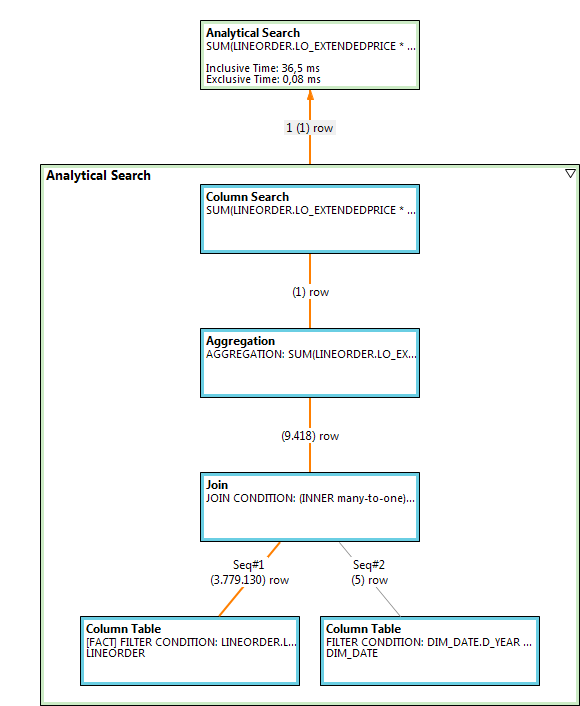 Analytical Search
SUM(LINEORDER.LO_EXTENDEDPRICE * ...
Inclusive Time: 36,5 ms
Exclusive Time: 0,08 ms
1 (1) row
Analytical Search
Column Search
SUM(LINEORDER.LO_EXTENDEDPRICE * ...
(1) row
Aggregation
AGGREGATION: SUM(LINEORDER.LO_EX...
(9.418) row
Join
JOIN CONDITION: (INNER many-to-one)...
Seq#1
(3.779.130) row
Seq#2
(5) row
Column Table
[FACT] FILTER CONDITION: LINEORDER.L...
LINEORDER
Column Table
FILTER CONDITION: DIM_DATE.D_YEAR ...
DIM_DATE